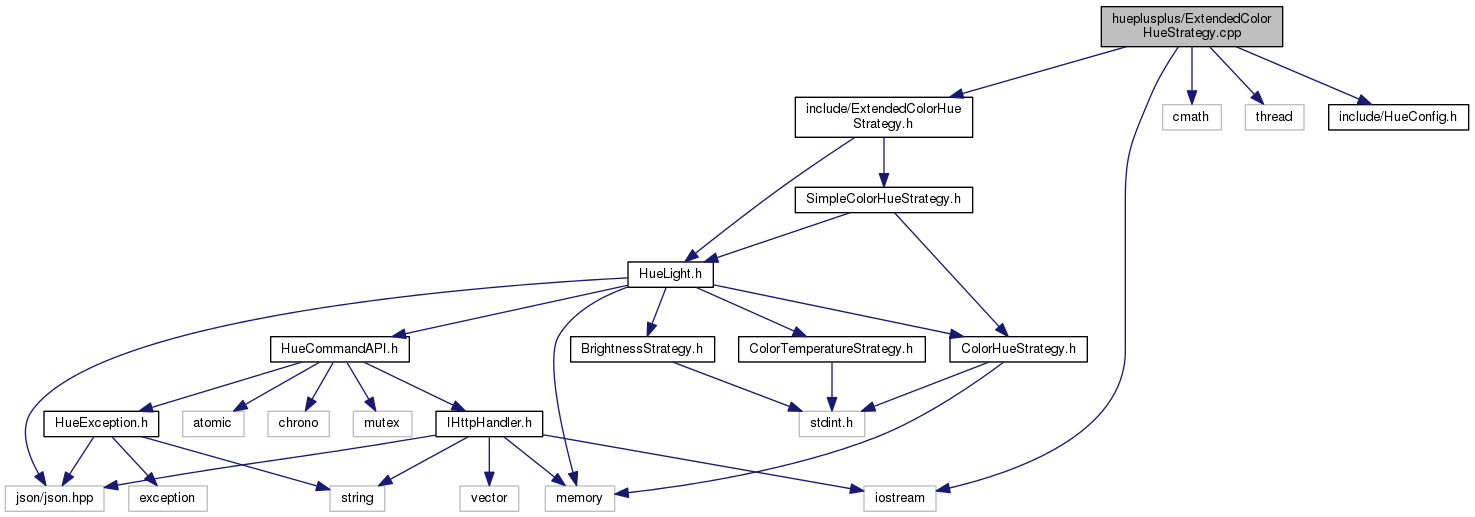 hueplusplus/ExtendedColor
HueStrategy.cpp
include/ExtendedColorHue
Strategy.h
cmath
thread
include/HueConfig.h
SimpleColorHueStrategy.h
HueLight.h
HueCommandAPI.h
BrightnessStrategy.h
ColorTemperatureStrategy.h
ColorHueStrategy.h
HueException.h
atomic
chrono
mutex
IHttpHandler.h
stdint.h
json/json.hpp
exception
string
vector
memory
iostream